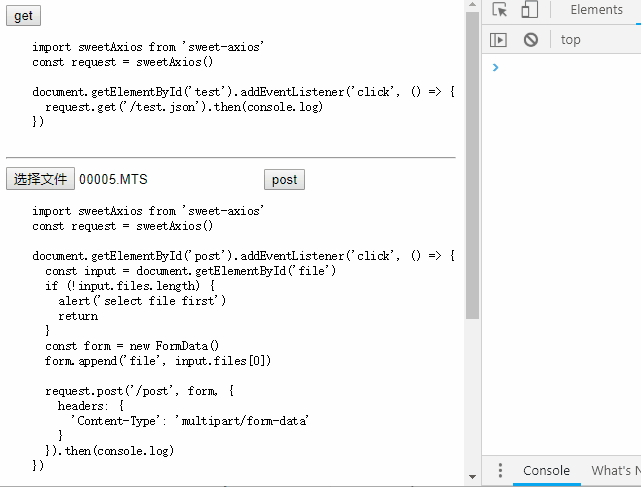 get
import sweetAxios from 'sweet-axios'
const request = sweetAxios()
document.getElementById('test').addEventListener('click', () => {
  request.get('/test.json').then(console.log)
})
选择文件 00005.MTS post
import sweetAxios from 'sweet-axios'
const request = sweetAxios()
document.getElementById('post').addEventListener('click', () => {
  const input = document.getElementById('file')
  if (!input.files.length) {
    alert('select file first')
    return
  }
  const form = new FormData()
  form.append('file', input.files[0])
  request.post('/post', form, {
    headers: {
      'Content-Type': 'multipart/form-data'
    }
  }).then(console.log)
})
Elements
top
Console What's N